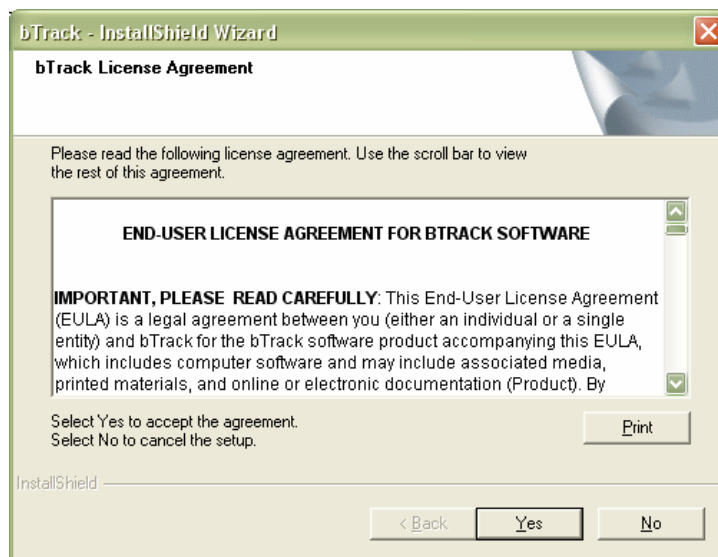 bTrack - InstallShield Wizard
bTrack License Agreement
Please read the following license agreement. Use the scroll bar to view
the rest of this agreement.
END-USER LICENSE AGREEMENT FOR BTRACK SOFTWARE
IMPORTANT, PLEASE READ CAREFULLY: This End-User License Agreement
(EULA) is a legal agreement between you (either an individual or a single
entity) and bTrack for the bTrack software product accompanying this EULA,
which includes computer software and may include associated media,
printed materials, and online or electronic documentation (Product). By
Select Yes to accept the agreement.
Select No to cancel the setup.
Print
InstallShield
< Back
Yes
No